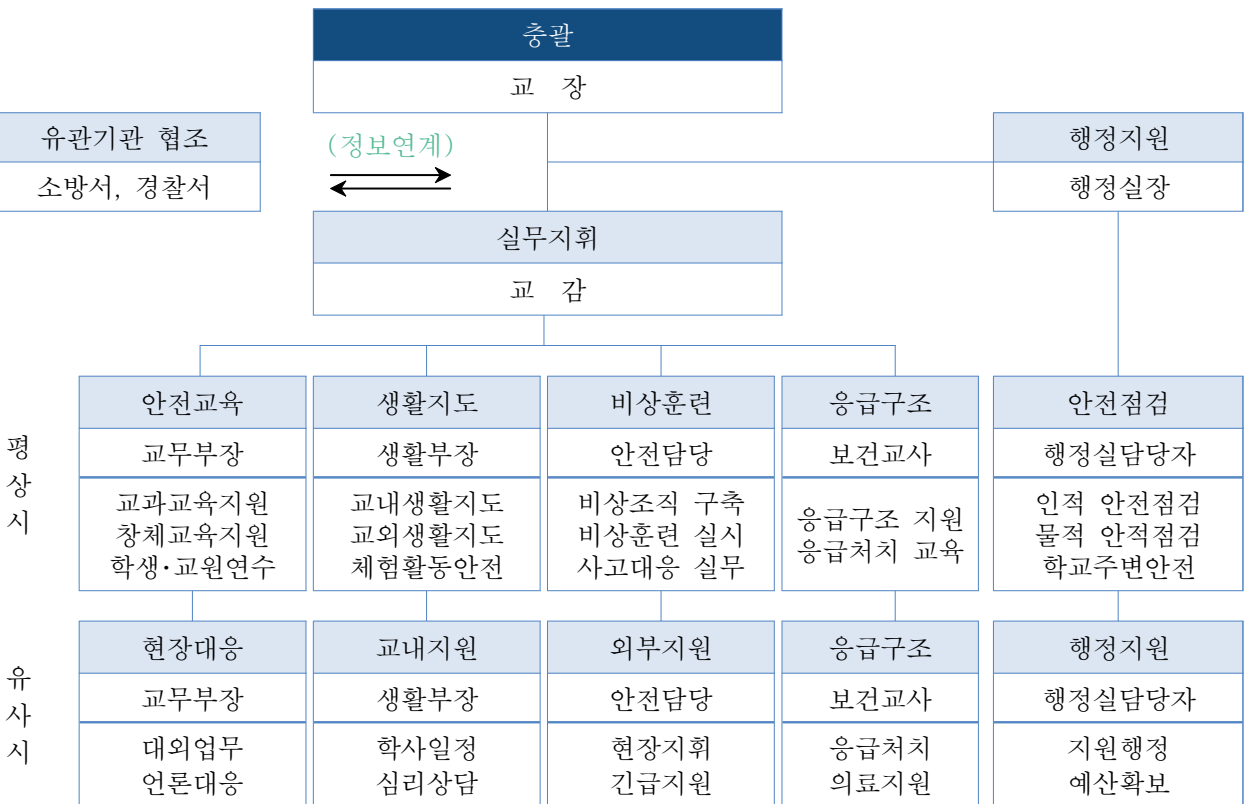 충괄
교 장
유관기관 협조
소방서, 경찰서
(정보연계)
행정지원
행정실장
실무지휘
교 감
평상시
안전교육
교무부장
교과교육지원
창체교육지원
학생·교원연수
생활지도
생활부장
교내생활지도
교외생활지도
체험활동안전
비상훈련
안전담당
비상조직 구축
비상훈련 실시
사고대응 실무
응급구조
보건교사
응급구조 지원
응급처치 교육
안전점검
행정실담당자
인적 안전점검
물적 안적점검
학교주변안전
유사시
현장대응
교무부장
대외업무
언론대응
교내지원
생활부장
학사일정
심리상담
외부지원
안전담당
현장지휘
긴급지원
응급구조
보건교사
응급처치
의료지원
행정지원
행정실담당자
지원행정
예산확보